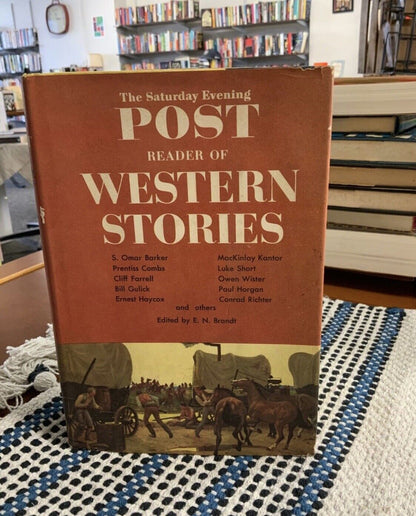 The Saturday Evening
POST
READER OF
WESTERN
STORIES
S. Omar Barker
Prentiss Combs
Cliff Farrell
Bill Gulick
Ernest Haycox
MacKinlay Kantor
Luke Short
Owen Wister
Paul Horgan
Conrad Richter
and others
Edited by E. N. Brandt